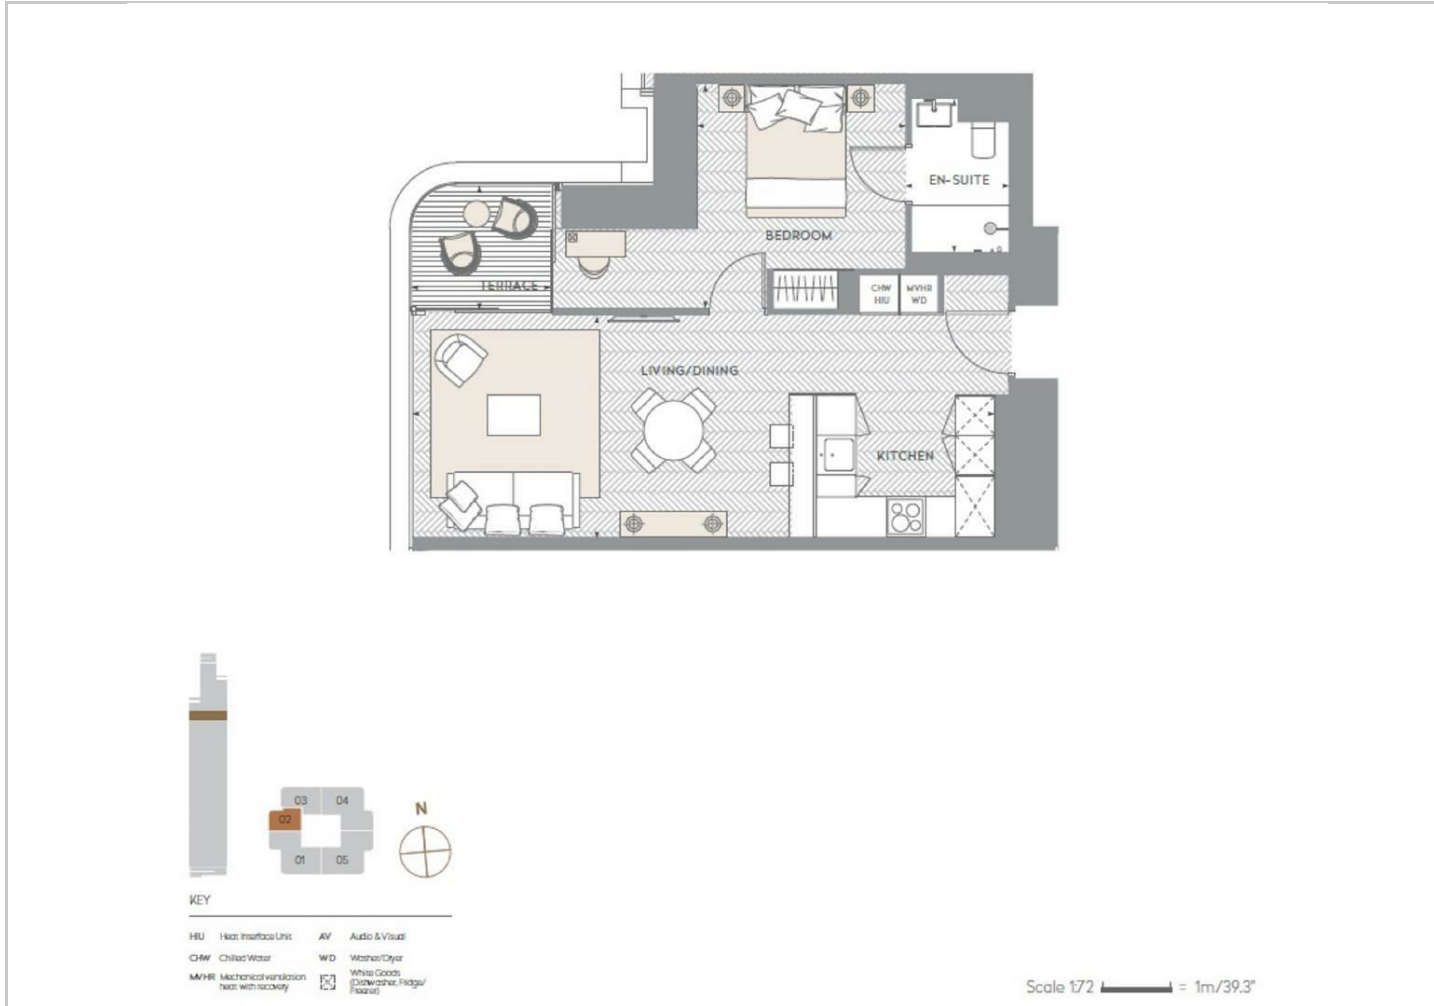 EN-SUITE
BEDROOM
TERRACE
CHW
HIU
MVHR
WD
LIVING/DINING
KITCHEN
03
04
02
01
05
N
KEY
HIU Heat Interface Unit
AV Audio & Visual
CHW Chilled Water
WD Washer/Dryer
MVHR Mechanical ventilation
heat with recovery
White Goods
(Dishwasher, Fridge/
Freezer)
Scale 1:72 = 1m/39.3"